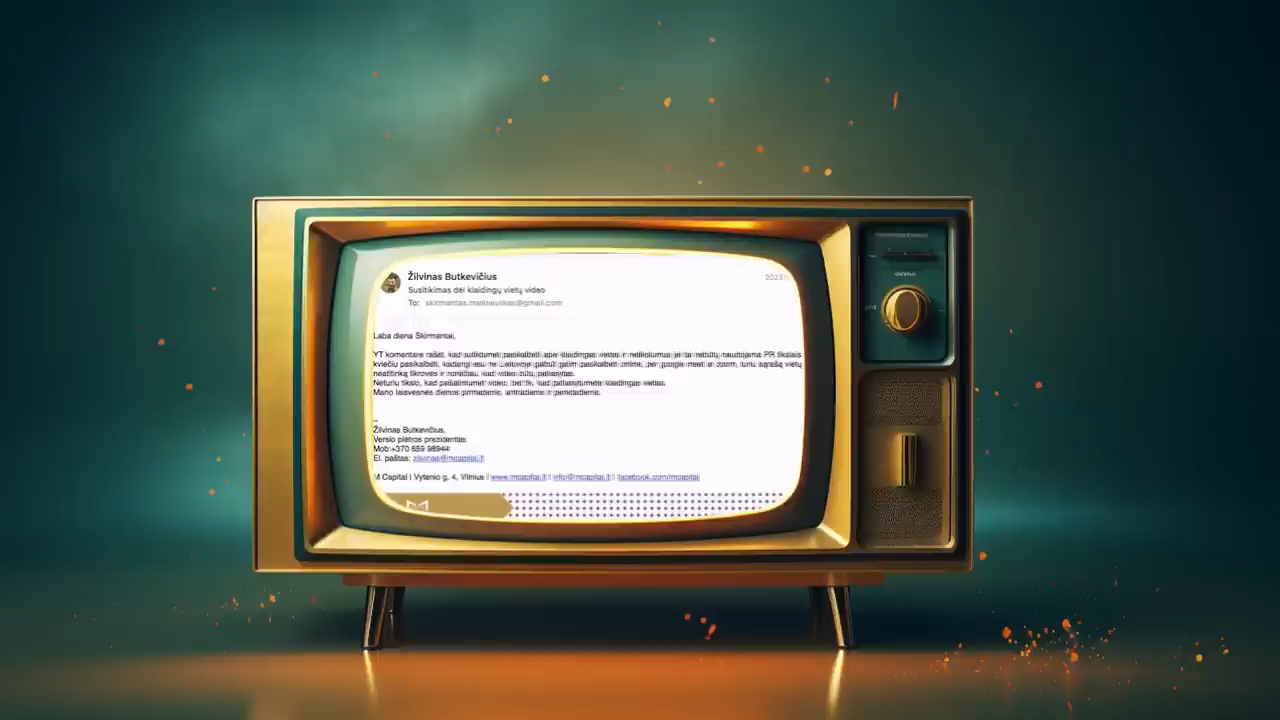 Žilvinas Butkevičius
2023
Susitikimas dėl klaidingų vietų video
To: skirmantas.malinauskas@gmail.com
Laba diena Skirmantai,
YT komentare rašėt, kad sutiktumėt pasikalbėti apie klaidingas vietas ir netikslumus jei tai nebūtų naudojama PR tikslais
kviečiu pasikalbėti, kadangi esu ne Lietuvoje galbūt galim pasikalbėti online, per google meet ar zoom, turiu sąrašą vietų
neatitinka tikrovės ir norėčiau, kad video būtų pataisytas.
Neturiu tikslo, kad pašalintumėt video, bet tik, kad pataisytumėte klaidingas vietas.
Mano laisvesnės dienos pirmadienis, antradienis ir penktadienis.
--
Žilvinas Butkevičius,
Verslo plėtros prezidentas
Mob:+370 659 98944
El. paštas: zilvinas@mcapital.lt
M Capital | Vytenio g. 4, Vilnius | www.mcapital.lt | info@mcapital.lt | facebook.com/mcapital